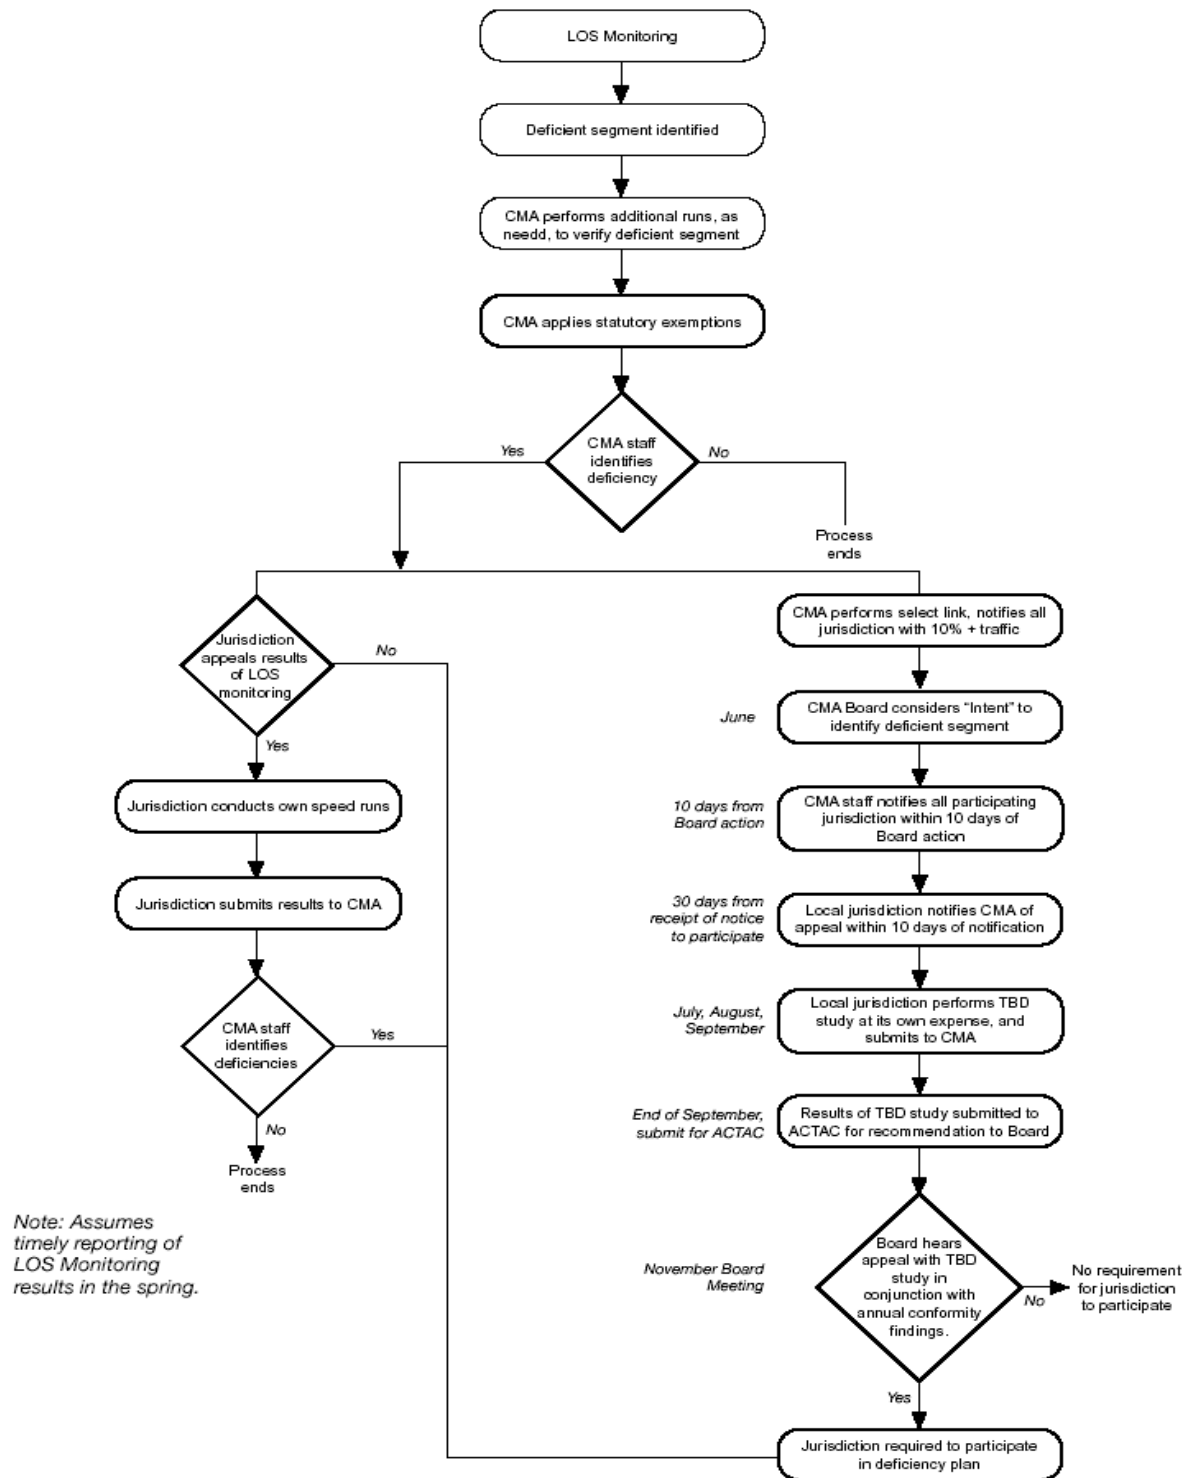 LOS Monitoring
Deficient segment identified
CMA performs additional runs, as
needd, to verify deficient segment
CMA applies statutory exemptions
CMA staff
identifies
deficiency
Yes
No
Process
ends
Jurisdiction
appeals results
of LOS
monitoring
No
Yes
Jurisdiction conducts own speed runs
Jurisdiction submits results to CMA
CMA staff
identifies
deficiencies
Yes
No
Process
ends
Note: Assumes
timely reporting of
LOS Monitoring
results in the spring.
CMA performs select link, notifies all
jurisdiction with 10% + traffic
June
CMA Board considers “Intent” to
identify deficient segment
10 days from
Board action
CMA staff notifies all participating
jurisdiction within 10 days of
Board action
30 days from
receipt of notice
to participate
Local jurisdiction notifies CMA of
appeal within 10 days of notification
July, August,
September
Local jurisdiction performs TBD
study at its own expense, and
submits to CMA
End of September,
submit for ACTAC
Results of TBD study submitted to
ACTAC for recommendation to Board
November Board
Meeting
Board hears
appeal with TBD
study in
conjunction with
annual conformity
findings.
No
No requirement
for jurisdiction
to participate
Yes
Jurisdiction required to participate
in deficiency plan